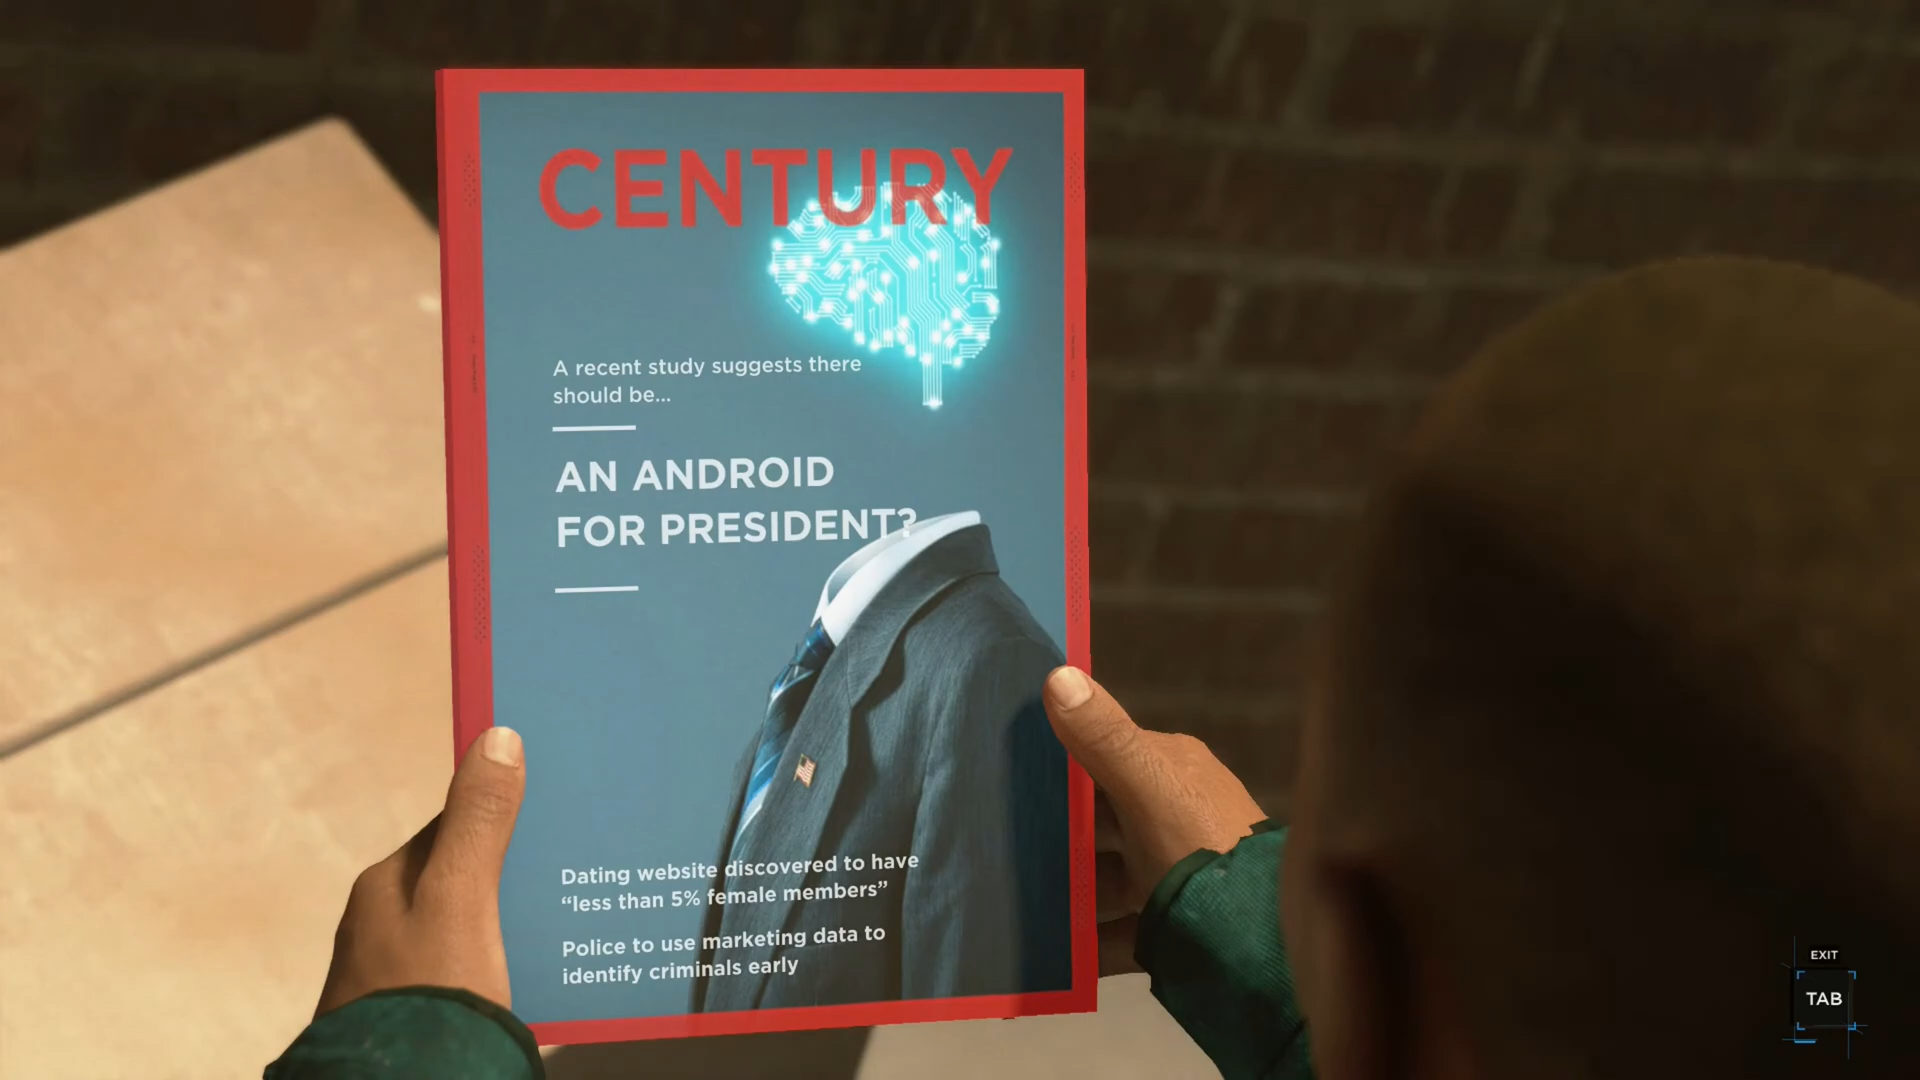 CENTURY
A recent study suggests there
should be...
AN ANDROID
FOR PRESIDENT?
Dating website discovered to have
“less than 5% female members”
Police to use marketing data to
identify criminals early
EXIT
TAB